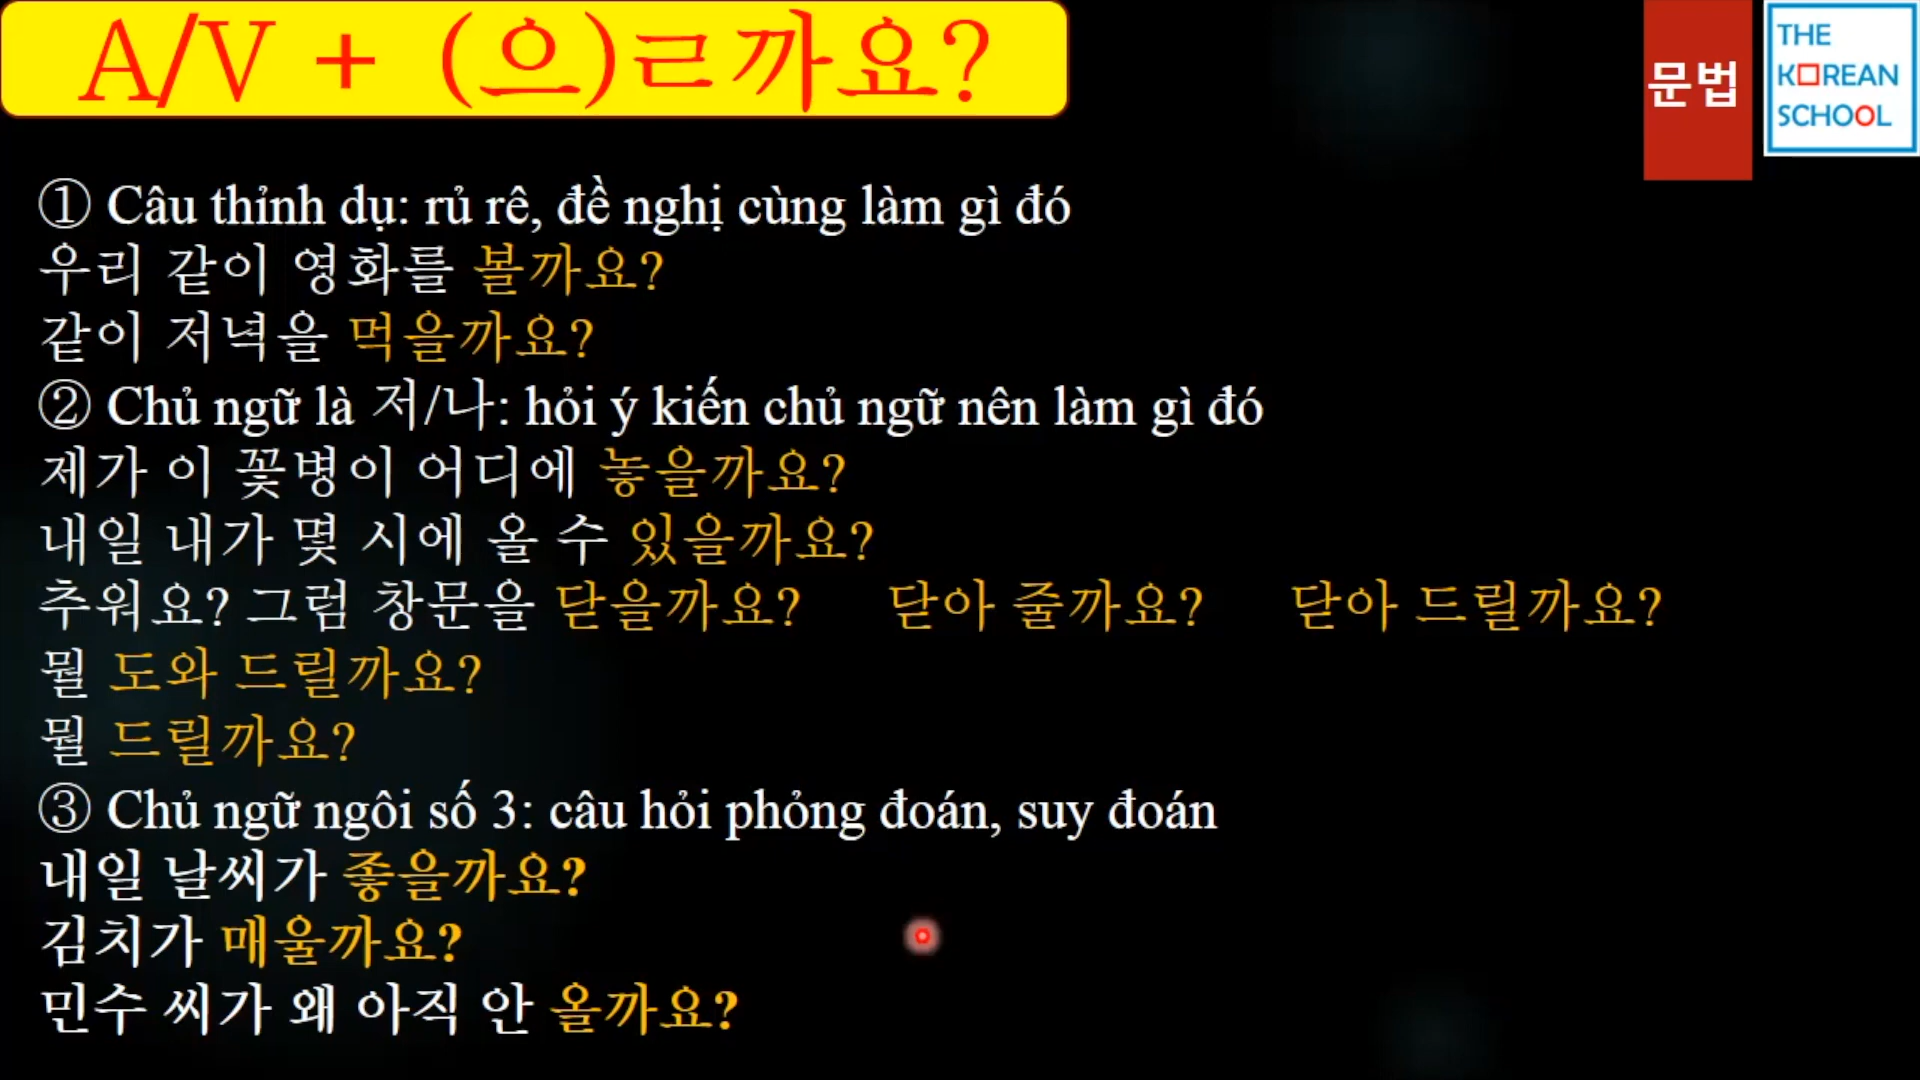 A/V + (으)ㄹ까요?
문법
THE
KOREAN
SCHOOL
① Câu thỉnh dụ: rủ rê, đề nghị cùng làm gì đó
우리 같이 영화를 볼까요?
같이 저녁을 먹을까요?
② Chủ ngữ là 저/나: hỏi ý kiến chủ ngữ nên làm gì đó
제가 이 꽃병이 어디에 놓을까요?
내일 내가 몇 시에 올 수 있을까요?
추워요? 그럼 창문을 닫을까요? 닫아 줄까요? 닫아 드릴까요?
뭘 도와 드릴까요?
뭘 드릴까요?
③ Chủ ngữ ngôi số 3: câu hỏi phỏng đoán, suy đoán
내일 날씨가 좋을까요?
김치가 매울까요?
민수 씨가 왜 아직 안 올까요?